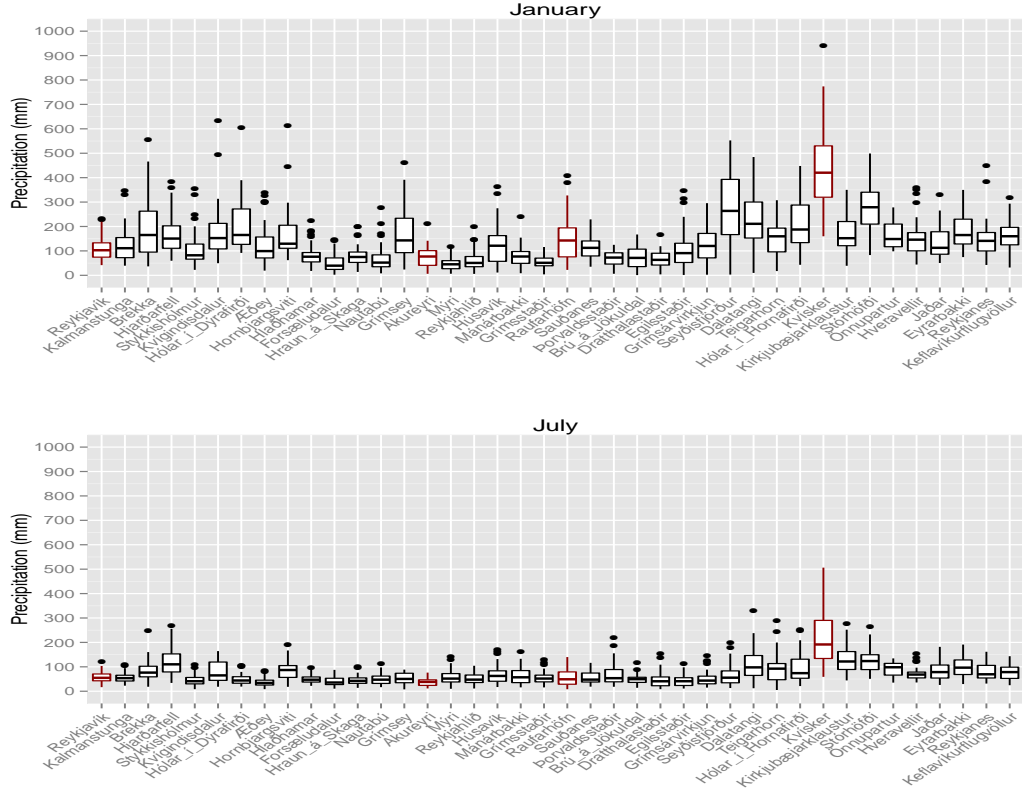 January
Precipitation (mm)
1000
900
800
700
600
500
400
300
200
100
0
Reykjavík
Kalmanstunga
Brekka
Hjarðarfell
Stykkishólmur
Kvígindisdalur
Hólar_í_Dýrafirði
Æðey
Hornbjargsviti
Hlaðhamar
Forsæludalur
Hraun_á_Skaga
Nautabú
Grímsey
Akureyri
Mýri
Reykjahlíð
Húsavík
Mánárbakki
Grímsstaðir
Raufarhöfn
Sauðanes
Þorvaldsstaðir
Brú_á_Jökuldal
Dratthalastaðir
Egilsstaðir
Grímsárvirkjun
Seyðisfjörður
Dalatangi
Teigarhorn
Hólar_í_Hornafirði
Kvísker
Kirkjubæjarklaustur
Stórhöfði
Önnupartur
Hveravellir
Jaðar
Eyrarbakki
Reykjanes
Keflavíkurflugvöllur
July
Precipitation (mm)
1000
900
800
700
600
500
400
300
200
100
0
Reykjavík
Kalmanstunga
Brekka
Hjarðarfell
Stykkishólmur
Kvígindisdalur
Hólar_í_Dýrafirði
Æðey
Hornbjargsviti
Hlaðhamar
Forsæludalur
Hraun_á_Skaga
Nautabú
Grímsey
Akureyri
Mýri
Reykjahlíð
Húsavík
Mánárbakki
Grímsstaðir
Raufarhöfn
Sauðanes
Þorvaldsstaðir
Brú_á_Jökuldal
Dratthalastaðir
Egilsstaðir
Grímsárvirkjun
Seyðisfjörður
Dalatangi
Teigarhorn
Hólar_í_Hornafirði
Kvísker
Kirkjubæjarklaustur
Stórhöfði
Önnupartur
Hveravellir
Jaðar
Eyrarbakki
Reykjanes
Keflavíkurflugvöllur